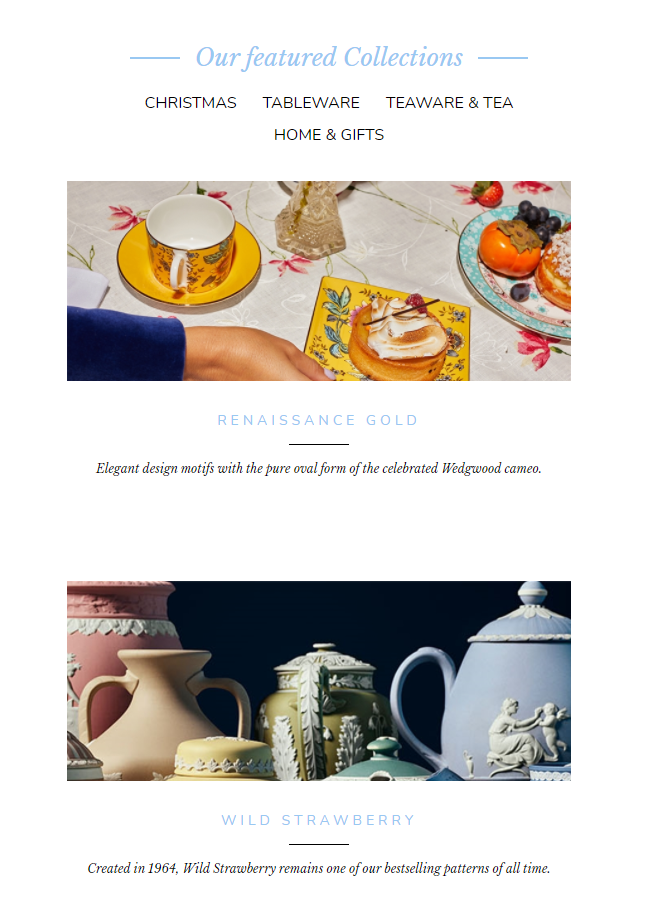 Our featured Collections
CHRISTMAS TABLEWARE TEAWARE & TEA
HOME & GIFTS
RENAISSANCE GOLD
Elegant design motifs with the pure oval form of the celebrated Wedgwood cameo.
WILD STRAWBERRY
Created in 1964, Wild Strawberry remains one of our bestselling patterns of all time.